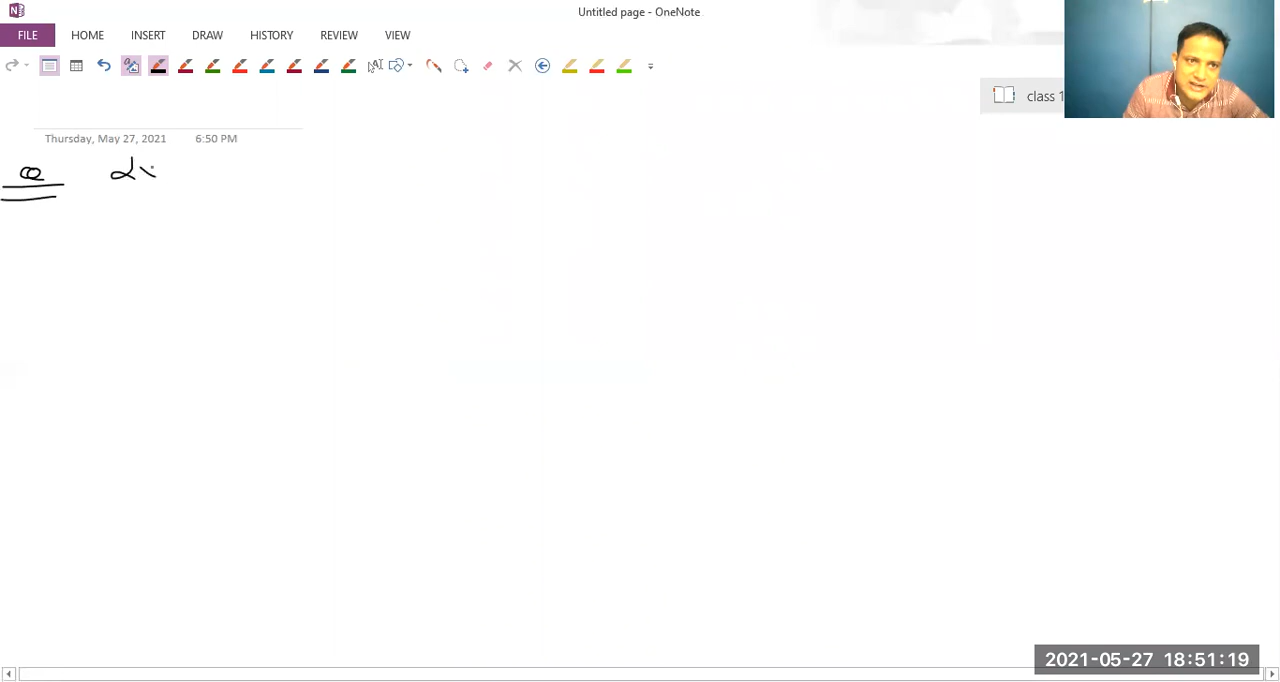 Untitled page - OneNote
FILE HOME INSERT DRAW HISTORY REVIEW VIEW
class 1
Thursday, May 27, 2021 6:50 PM
2021-05-27 18:51:19